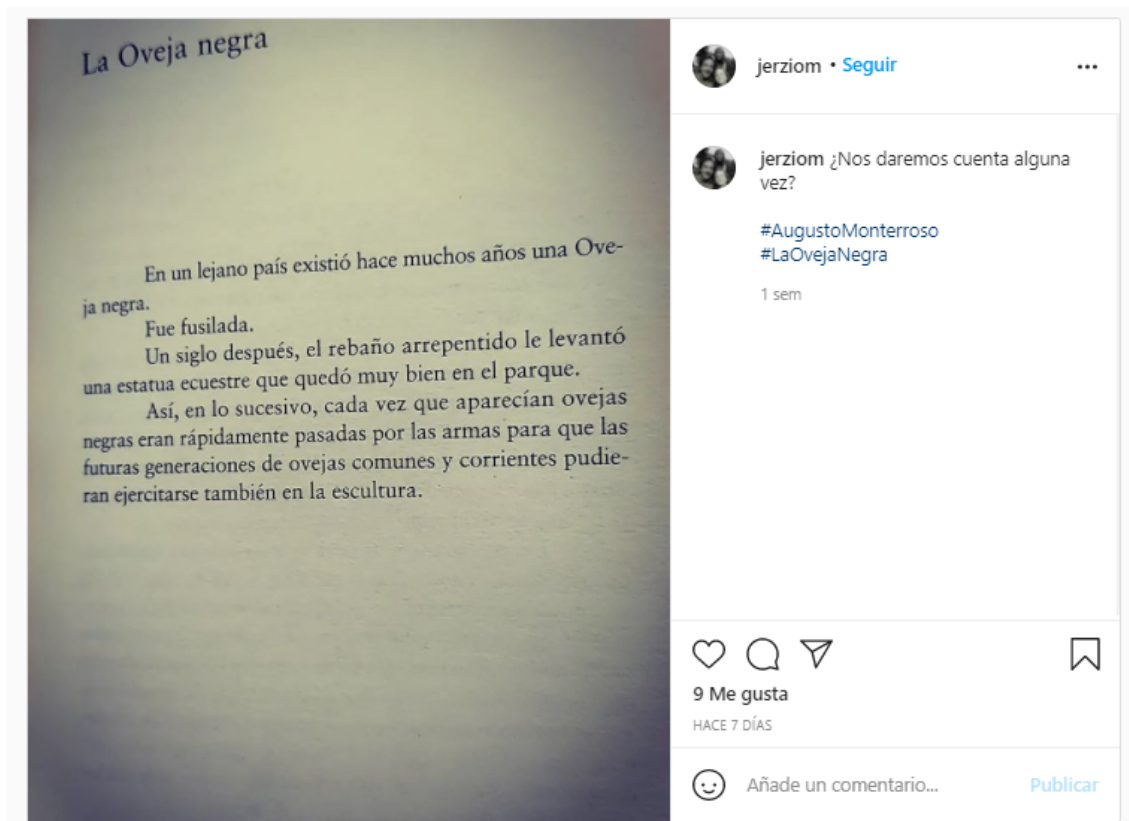 La Oveja negra
En un lejano país existió hace muchos años una Ove-
ja negra.
Fue fusilada.
Un siglo después, el rebaño arrepentido le levantó
una estatua ecuestre que quedó muy bien en el parque.
Así, en lo sucesivo, cada vez que aparecían ovejas
negras eran rápidamente pasadas por las armas para que las
futuras generaciones de ovejas comunes y corrientes pudie-
ran ejercitarse también en la escultura.
jerziom • Seguir
jerziom ¿Nos daremos cuenta alguna
vez?
#AugustoMonterroso
#LaOvejaNegra
1 sem
9 Me gusta
HACE 7 DÍAS
Añade un comentario... Publicar